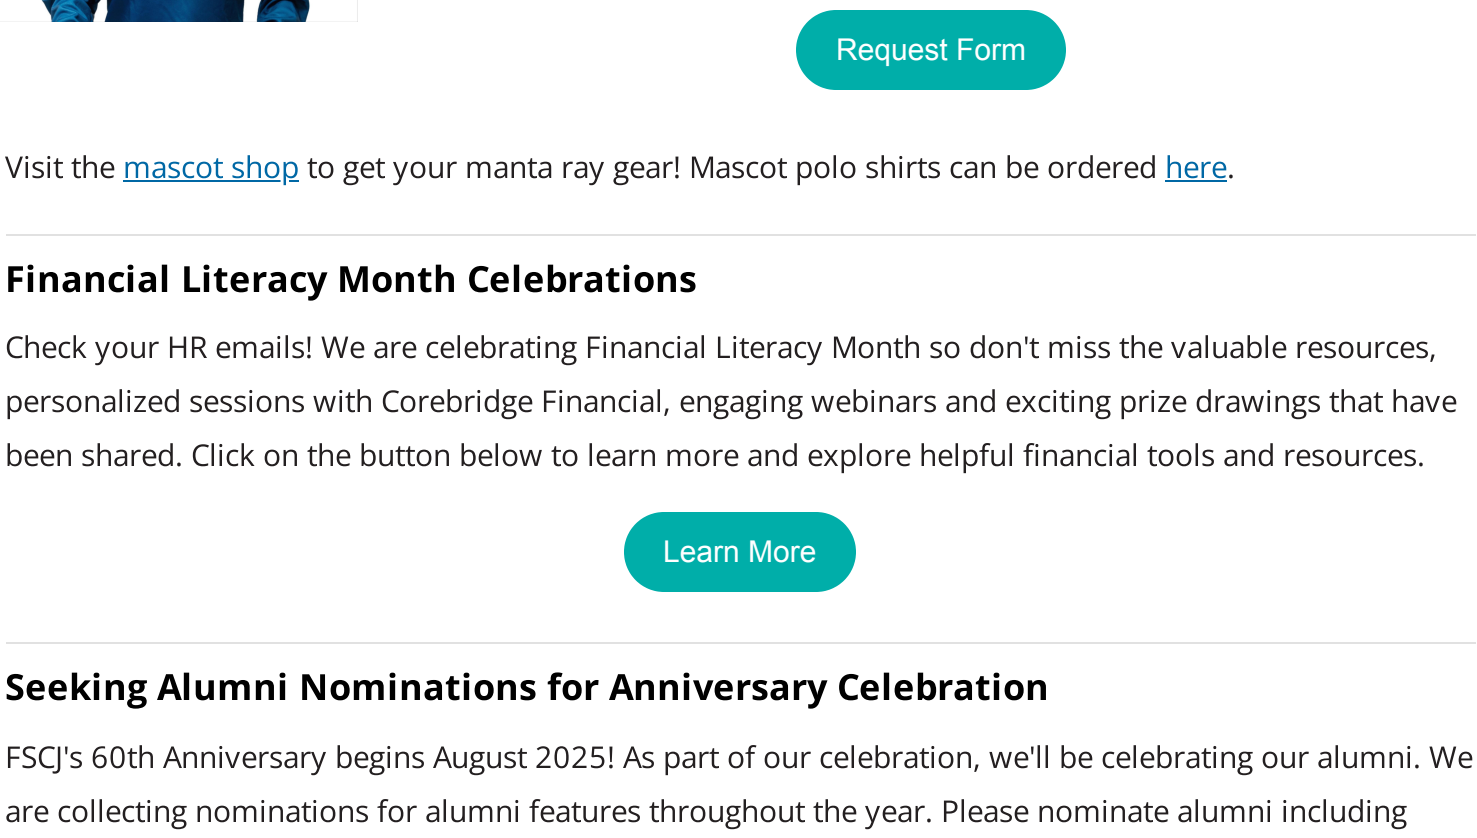 Request Form
Visit the mascot shop to get your manta ray gear! Mascot polo shirts can be ordered here.
Financial Literacy Month Celebrations
Check your HR emails! We are celebrating Financial Literacy Month so don't miss the valuable resources,
personalized sessions with Corebridge Financial, engaging webinars and exciting prize drawings that have
been shared. Click on the button below to learn more and explore helpful financial tools and resources.
Learn More
Seeking Alumni Nominations for Anniversary Celebration
FSCJ's 60th Anniversary begins August 2025! As part of our celebration, we'll be celebrating our alumni. We
are collecting nominations for alumni features throughout the year. Please nominate alumni including